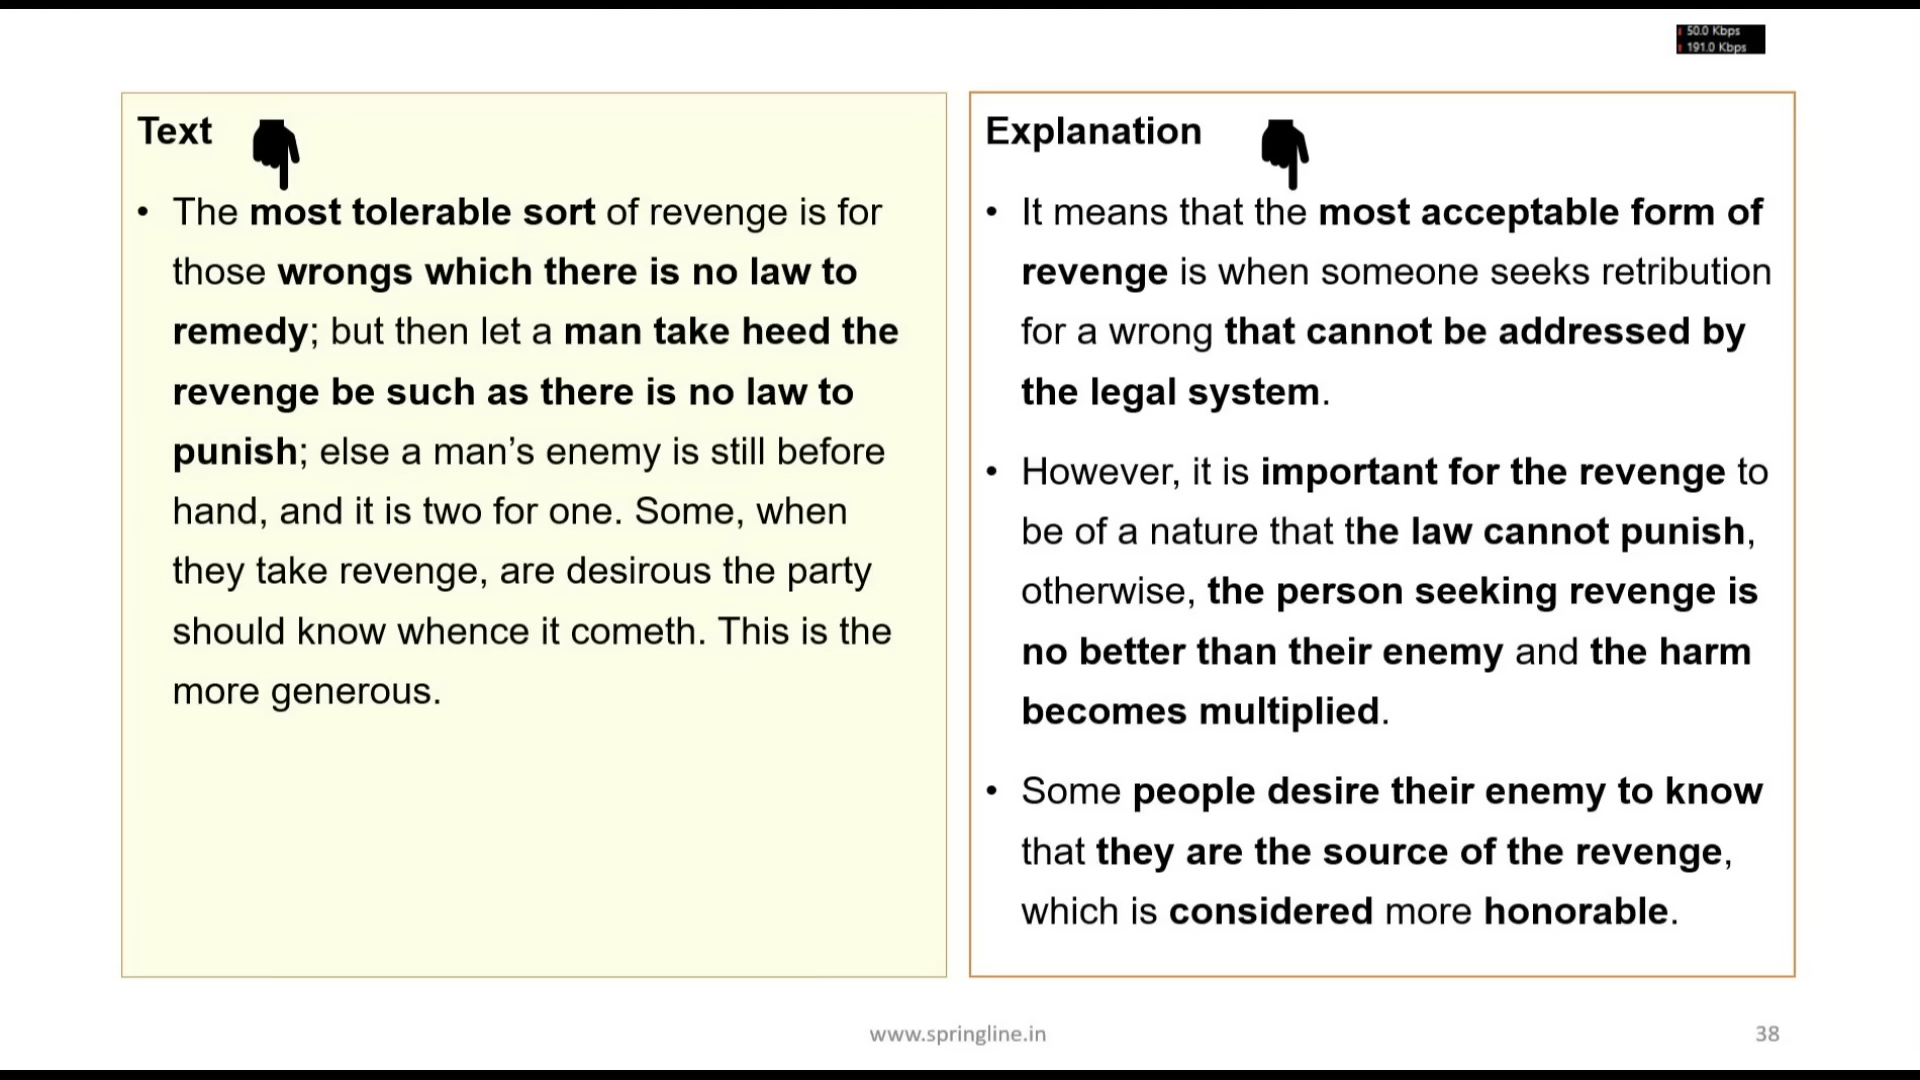 50.0 Kbps
191.0 Kbps
Text
• The most tolerable sort of revenge is for
those wrongs which there is no law to
remedy; but then let a man take heed the
revenge be such as there is no law to
punish; else a man’s enemy is still before
hand, and it is two for one. Some, when
they take revenge, are desirous the party
should know whence it cometh. This is the
more generous.
Explanation
• It means that the most acceptable form of
revenge is when someone seeks retribution
for a wrong that cannot be addressed by
the legal system.
• However, it is important for the revenge to
be of a nature that the law cannot punish,
otherwise, the person seeking revenge is
no better than their enemy and the harm
becomes multiplied.
• Some people desire their enemy to know
that they are the source of the revenge,
which is considered more honorable.
www.springline.in
38